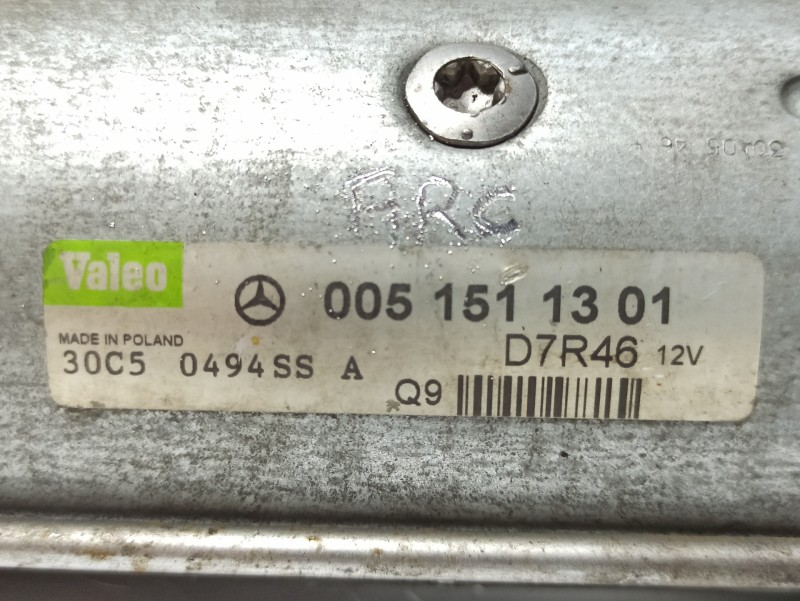 ARC
Valeo
005 151 13 01
MADE IN POLAND
D7R46 12V
30C5 0494SS A
Q9